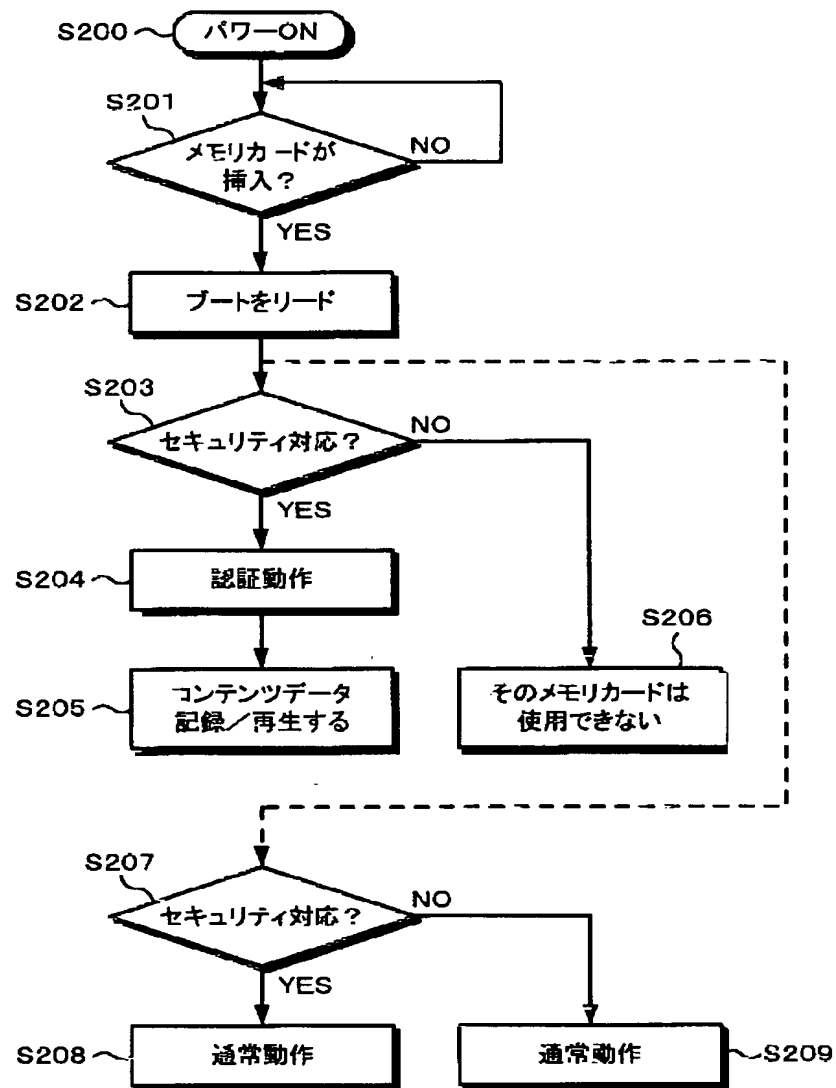 S200
パワーON
S201
メモリカードが
挿入?
NO
YES
S202
ブートをリード
S203
セキュリティ対応?
NO
YES
S204
認証動作
S206
S205
コンテンツデータ
記録/再生する
そのメモリカードは
使用できない
S207
セキュリティ対応?
NO
YES
S208
通常動作
通常動作
S209